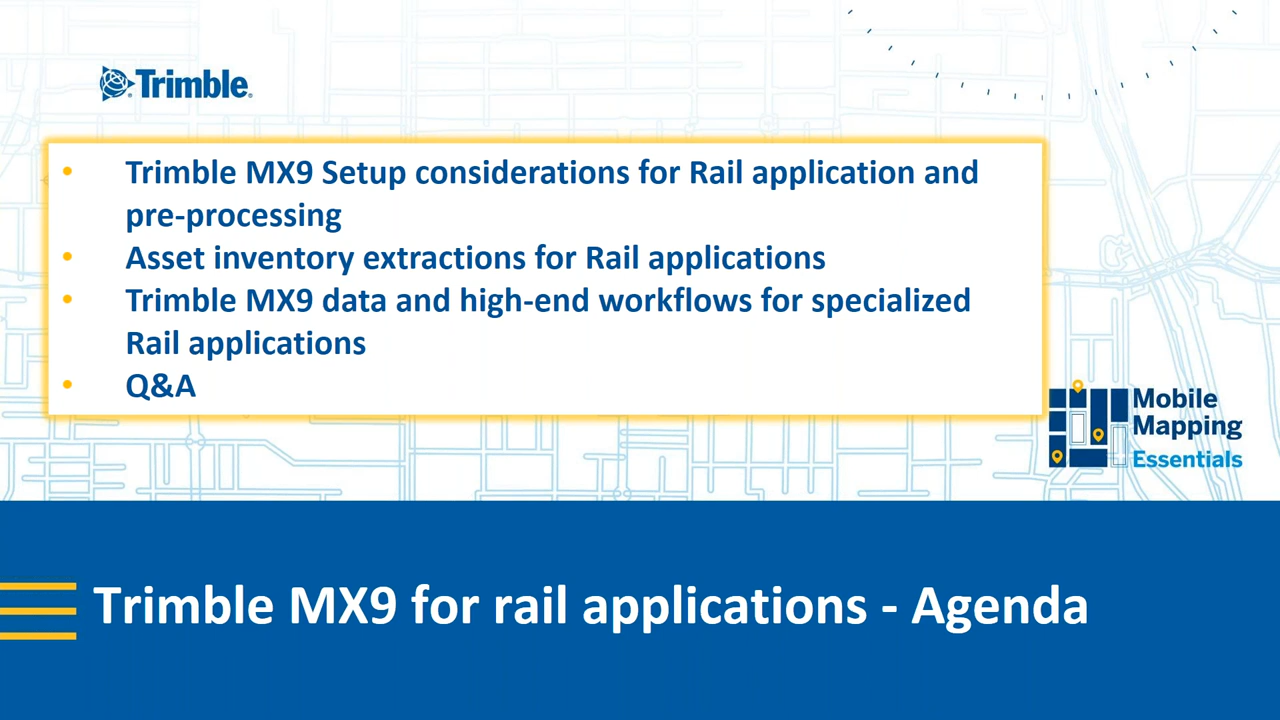 Trimble
• Trimble MX9 Setup considerations for Rail application and
pre-processing
• Asset inventory extractions for Rail applications
• Trimble MX9 data and high-end workflows for specialized
Rail applications
• Q&A
Mobile
Mapping
Essentials
Trimble MX9 for rail applications - Agenda